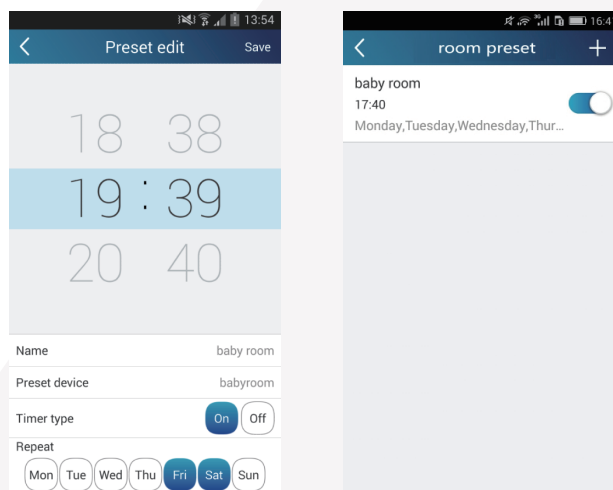 13:54
Preset edit
Save
18 38
19 : 39
20 40
Name
baby room
Preset device
babyroom
Timer type
On
Off
Repeat
Mon Tue Wed Thu Fri Sat Sun
16:4
room preset
baby room
17:40
Monday,Tuesday,Wednesday,Thur...